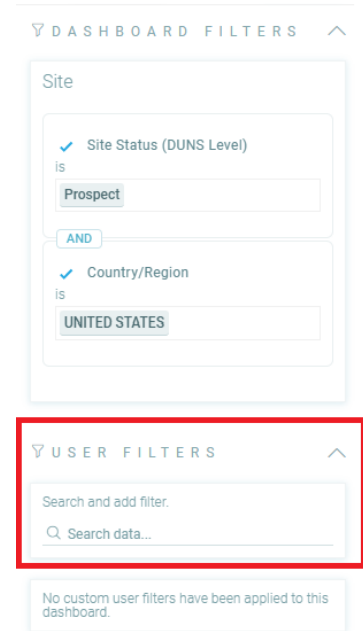 DASHBOARD FILTERS
Site
Site Status (DUNS Level)
is
Prospect
AND
Country/Region
is
UNITED STATES
USER FILTERS
Search and add filter.
Search data...
No custom user filters have been applied to this
dashboard.